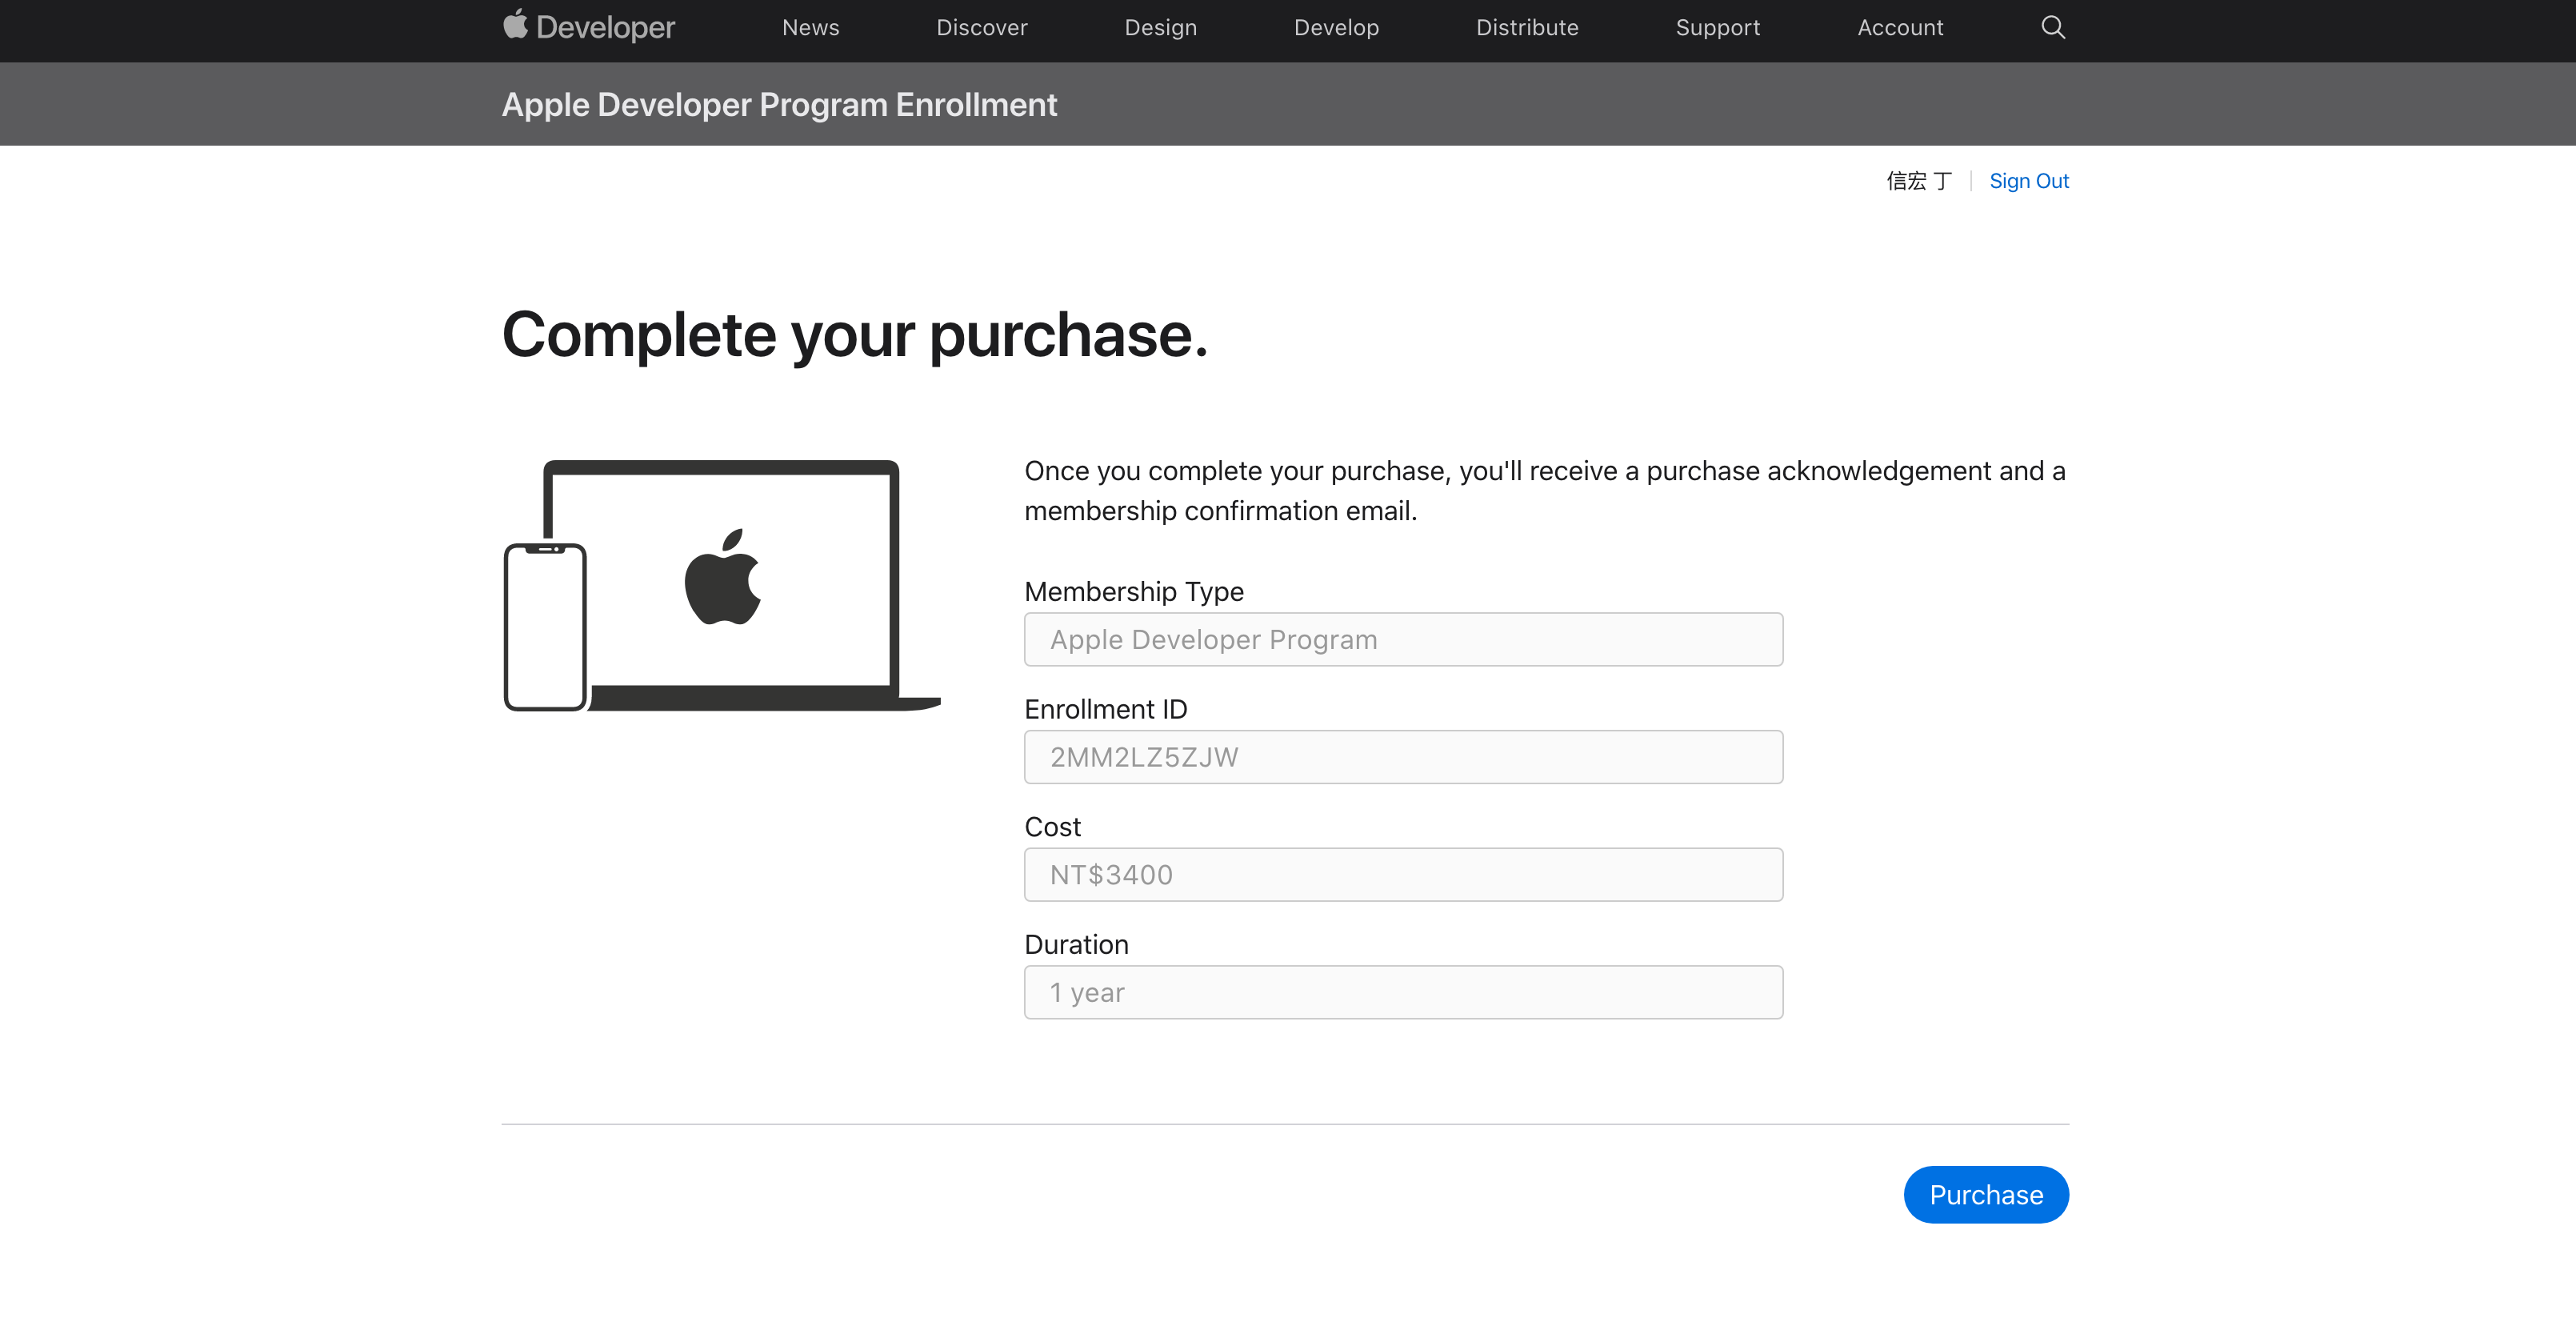 Developer
News
Discover
Design
Develop
Distribute
Support
Account
Apple Developer Program Enrollment
信宏 丁
Sign Out
Complete your purchase.
Once you complete your purchase, you'll receive a purchase acknowledgement and a
membership confirmation email.
Membership Type
Apple Developer Program
Enrollment ID
2MM2LZ5ZJW
Cost
NT$3400
Duration
1 year
Purchase